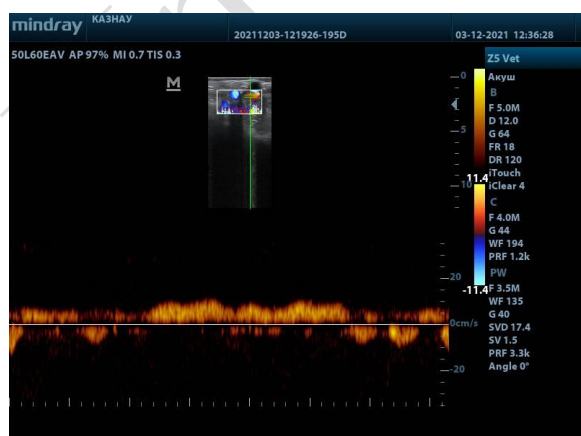 mindray КАЗНАУ
20211203-121926-195D 03-12-2021 12:36:28
50L60EAV AP 97% MI 0.7 TIS 0.3
Z5 Vet
M
0
Акуш
B
F 5.0M
D 12.0
5
G 64
FR 18
DR 120
11.4 iTouch
10 iClear 4
C
F 4.0M
G 44
WF 194
PRF 1.2k
20
PW
-11.4 F 3.5M
WF 135
G 40
0cm/s
SVD 17.4
SV 1.5
PRF 3.3k
-20
Angle 0°